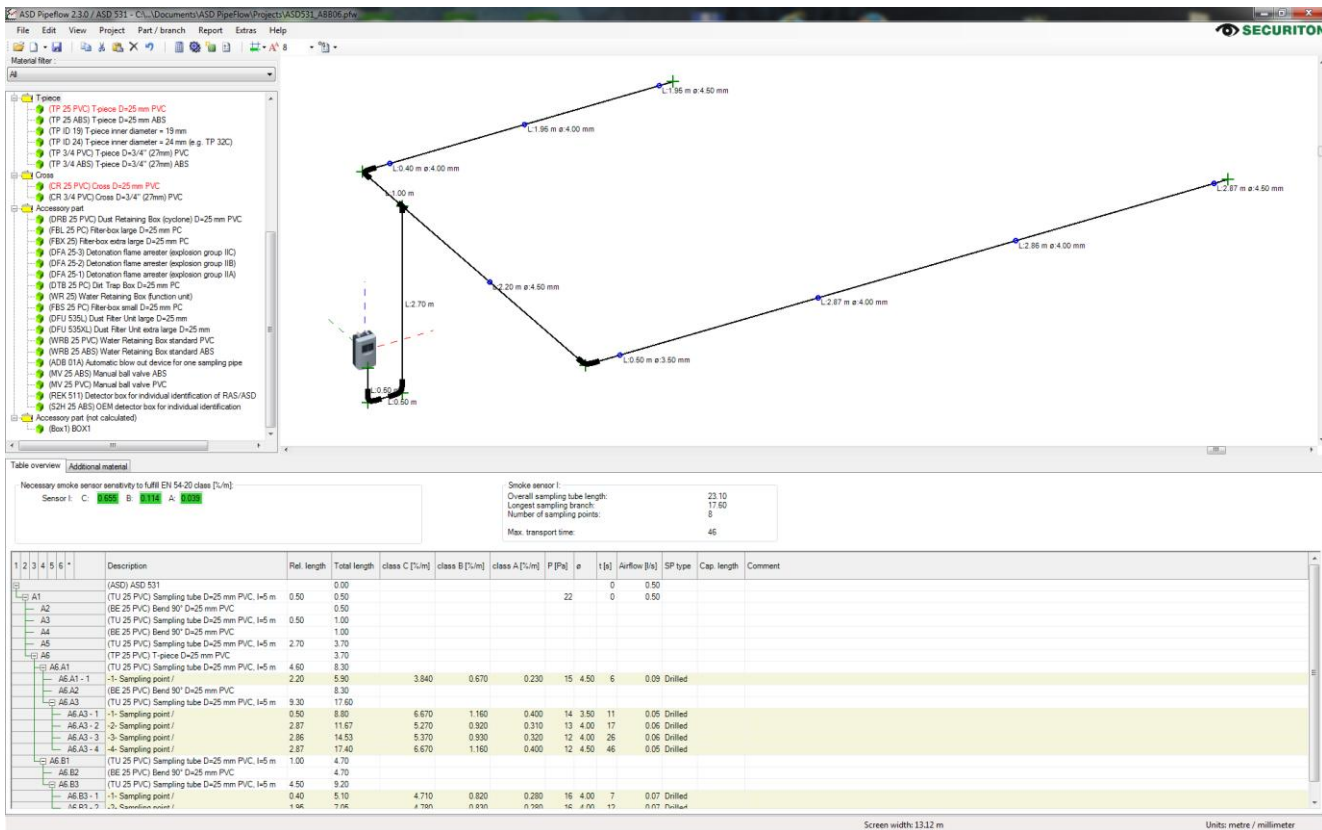 ASD Pipeflow 2.3.0 / ASD 531 - C:\...\Documents\ASD PipeFlow\Projects\ASD531_ABB06.pfw
File Edit View Project Part / branch Report Extras Help
SECURITON
8
Material filter :
All
T-piece
(TP 25 PVC) T-piece D=25 mm PVC
(TP 25 ABS) T-piece D=25 mm ABS
(TP ID 19) T-piece inner diameter = 19 mm
(TP ID 24) T-piece inner diameter = 24 mm (e.g. TP 32C)
(TP 3/4 PVC) T-piece D=3/4" (27mm) PVC
(TP 3/4 ABS) T-piece D=3/4" (27mm) ABS
Cross
(CR 25 PVC) Cross D=25 mm PVC
(CR 3/4 PVC) Cross D=3/4" (27mm) PVC
Accessory part
(DRB 25 PVC) Dust Retaining Box (cyclone) D=25 mm PVC
(FBL 25 PC) Filter-box large D=25 mm PC
(FBX 25) Filter-box extra large D=25 mm PC
(DFA 25-3) Detonation flame arrester (explosion group IIC)
(DFA 25-2) Detonation flame arrester (explosion group IIB)
(DFA 25-1) Detonation flame arrester (explosion group IIA)
(DTB 25 PC) Dirt Trap Box D=25 mm PC
(WR 25) Water Retaining Box (function unit)
(FBS 25 PC) Filter-box small D=25 mm PC
(DFU 535L) Dust Filter Unit large D=25 mm
(DFU 535XL) Dust Filter Unit extra large D=25 mm
(WRB 25 PVC) Water Retaining Box standard PVC
(WRB 25 ABS) Water Retaining Box standard ABS
(ADB 01A) Automatic blow out device for one sampling pipe
(MV 25 ABS) Manual ball valve ABS
(MV 25 PVC) Manual ball valve PVC
(REK 511) Detector box for individual identification of RAS/ASD
(S2H 25 ABS) OEM detector box for individual identification
Accessory part (not calculated)
(Box1) BOX1
L:1.95 m ø:4.50 mm
L:1.96 m ø:4.00 mm
L:0.40 m ø:4.00 mm
L:1.00 m
L:2.87 m ø:4.50 mm
L:2.86 m ø:4.00 mm
L:2.20 m ø:4.50 mm
L:2.87 m ø:4.00 mm
L:2.70 m
L:0.50 m ø:3.50 mm
L:0.50 m
L:0.50 m
Table overview Additional material
Necessary smoke sensor sensitivity to fulfill EN 54-20 class [%/m]:
Sensor I: C: 0.655 B: 0.114 A: 0.039
Smoke sensor I:
Overall sampling tube length: 23.10
Longest sampling branch: 17.60
Number of sampling points: 8
Max. transport time: 46
1 2 3 4 5 6 * Description Rel. length Total length class C [%/m] class B [%/m] class A [%/m] P [Pa] ø t [s] Airflow [l/s] SP type Cap. length Comment
(ASD) ASD 531 0.00 0 0.50
A1 (TU 25 PVC) Sampling tube D=25 mm PVC, l=5 m 0.50 0.50 22 0 0.50
A2 (BE 25 PVC) Bend 90° D=25 mm PVC 0.50
A3 (TU 25 PVC) Sampling tube D=25 mm PVC, l=5 m 0.50 1.00
A4 (BE 25 PVC) Bend 90° D=25 mm PVC 1.00
A5 (TU 25 PVC) Sampling tube D=25 mm PVC, l=5 m 2.70 3.70
A6 (TP 25 PVC) T-piece D=25 mm PVC 3.70
A6.A1 (TU 25 PVC) Sampling tube D=25 mm PVC, l=5 m 4.60 8.30
A6.A1 - 1 -1- Sampling point / 2.20 5.90 3.840 0.670 0.230 15 4.50 6 0.09 Drilled
A6.A2 (BE 25 PVC) Bend 90° D=25 mm PVC 8.30
A6.A3 (TU 25 PVC) Sampling tube D=25 mm PVC, l=5 m 9.30 17.60
A6.A3 - 1 -1- Sampling point / 0.50 8.80 6.670 1.160 0.400 14 3.50 11 0.05 Drilled
A6.A3 - 2 -2- Sampling point / 2.87 11.67 5.270 0.920 0.310 13 4.00 17 0.06 Drilled
A6.A3 - 3 -3- Sampling point / 2.86 14.53 5.370 0.930 0.320 12 4.00 26 0.06 Drilled
A6.A3 - 4 -4- Sampling point / 2.87 17.40 6.670 1.160 0.400 12 4.50 46 0.05 Drilled
A6.B1 (TU 25 PVC) Sampling tube D=25 mm PVC, l=5 m 1.00 4.70
A6.B2 (BE 25 PVC) Bend 90° D=25 mm PVC 4.70
A6.B3 (TU 25 PVC) Sampling tube D=25 mm PVC, l=5 m 4.50 9.20
A6.B3 - 1 -1- Sampling point / 0.40 5.10 4.710 0.820 0.280 16 4.00 7 0.07 Drilled
A6.B3 - 2 -2- Sampling point / 1.95 7.05 4.780 0.830 0.280 16 4.00 12 0.07 Drilled
Screen width: 13.12 m Units: metre / millimeter